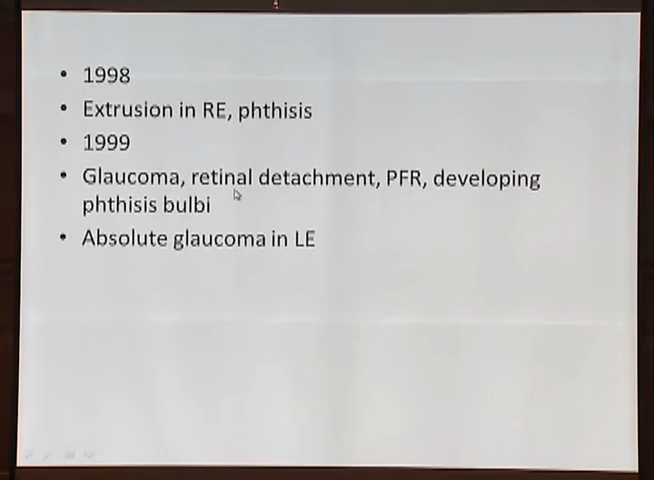 • 1998
• Extrusion in RE, phthisis
• 1999
• Glaucoma, retinal detachment, PFR, developing
phthisis bulbi
• Absolute glaucoma in LE